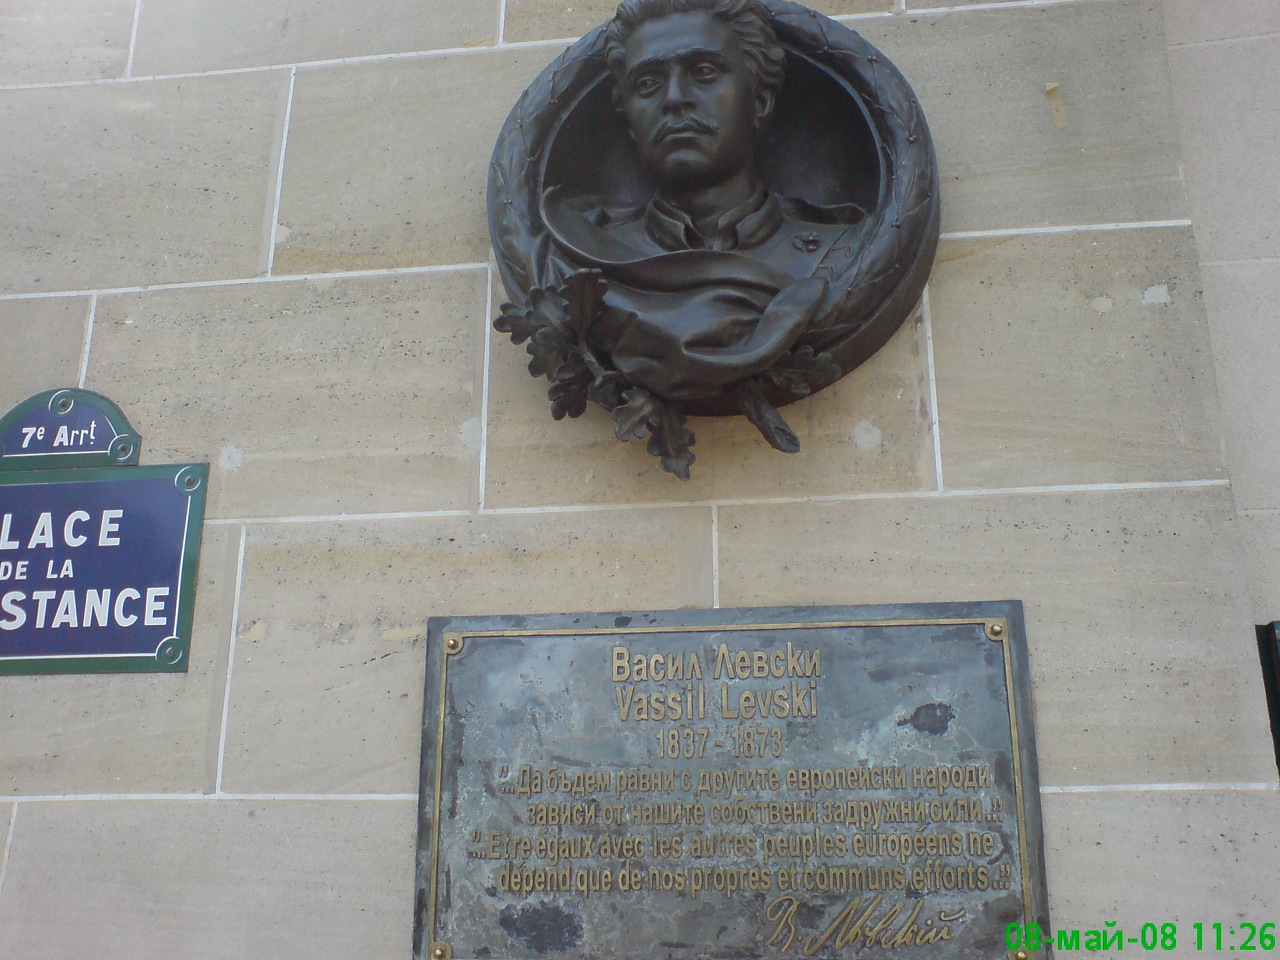 7e Arrt
LACE
DE LA
STANCE
Васил Левски
Vassil Levski
1837 - 1873
"...Да бъдем равни с другите европейски народи
зависи от нашите собствени задружни сили..."
"...Etre égaux avec les autres peuples européens ne
dépend que de nos propres et communs efforts..."
В. Левскій
08-май-08 11:26